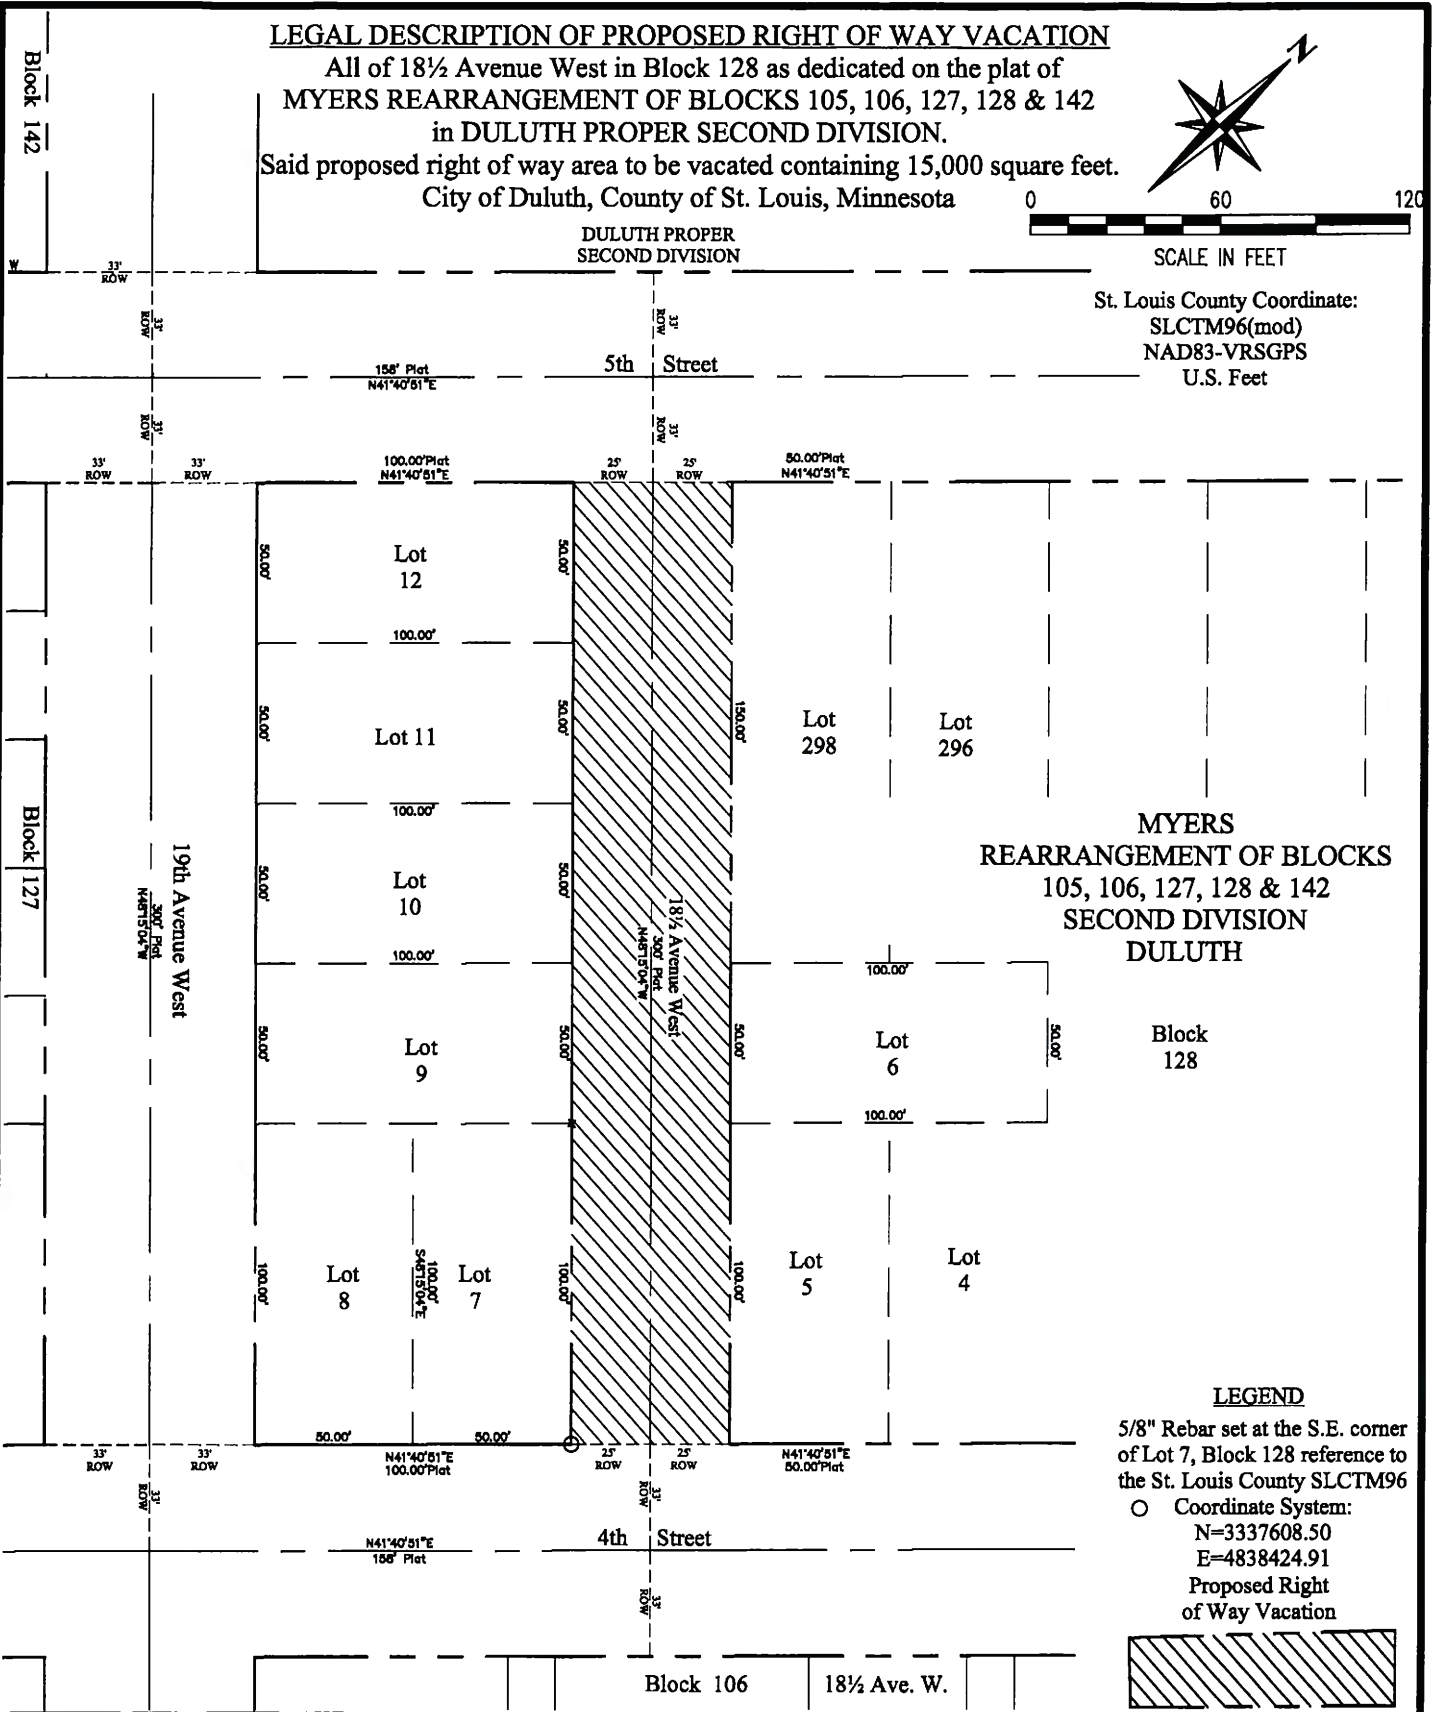 LEGAL DESCRIPTION OF PROPOSED RIGHT OF WAY VACATION
All of 18½ Avenue West in Block 128 as dedicated on the plat of
MYERS REARRANGEMENT OF BLOCKS 105, 106, 127, 128 & 142
in DULUTH PROPER SECOND DIVISION.
Said proposed right of way area to be vacated containing 15,000 square feet.
City of Duluth, County of St. Louis, Minnesota
N
0 60 120
SCALE IN FEET
St. Louis County Coordinate:
SLCTM96(mod)
NAD83-VRSGPS
U.S. Feet
Block 142
DULUTH PROPER
SECOND DIVISION
W
33'
ROW
33'
ROW
33'
ROW
158' Plat
N41°40'51"E
5th Street
33'
ROW
33'
ROW
33'
ROW
33'
ROW
100.00'Plat
N41°40'51"E
25'
ROW
25'
ROW
50.00'Plat
N41°40'51"E
50.00'
Lot
12
50.00'
100.00'
50.00'
Lot 11
50.00'
150.00'
Lot
298
Lot
296
100.00'
Block 127
19th Avenue West
300' Plat
N48°15'04"W
50.00'
Lot
10
50.00'
100.00'
18½ Avenue West
300' Plat
N48°15'04"W
MYERS
REARRANGEMENT OF BLOCKS
105, 106, 127, 128 & 142
SECOND DIVISION
DULUTH
100.00'
50.00'
Lot
9
50.00'
50.00'
Lot
6
50.00'
100.00'
Block
128
100.00'
Lot
8
100.00'
S48°15'04"E
Lot
7
100.00'
100.00'
Lot
5
Lot
4
33'
ROW
33'
ROW
50.00'
50.00'
N41°40'51"E
100.00'Plat
25'
ROW
25'
ROW
N41°40'51"E
50.00'Plat
33'
ROW
33'
ROW
N41°40'51"E
158' Plat
4th Street
33'
ROW
Block 106
18½ Ave. W.
LEGEND
5/8" Rebar set at the S.E. corner
of Lot 7, Block 128 reference to
the St. Louis County SLCTM96
Coordinate System:
N=3337608.50
E=4838424.91
Proposed Right
of Way Vacation